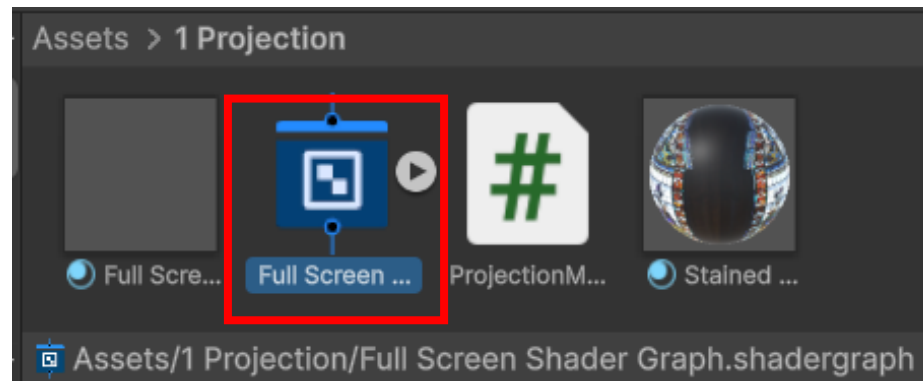 Assets > 1 Projection
Full Scre... Full Screen ... ProjectionM... Stained ...
Assets/1 Projection/Full Screen Shader Graph.shadergraph